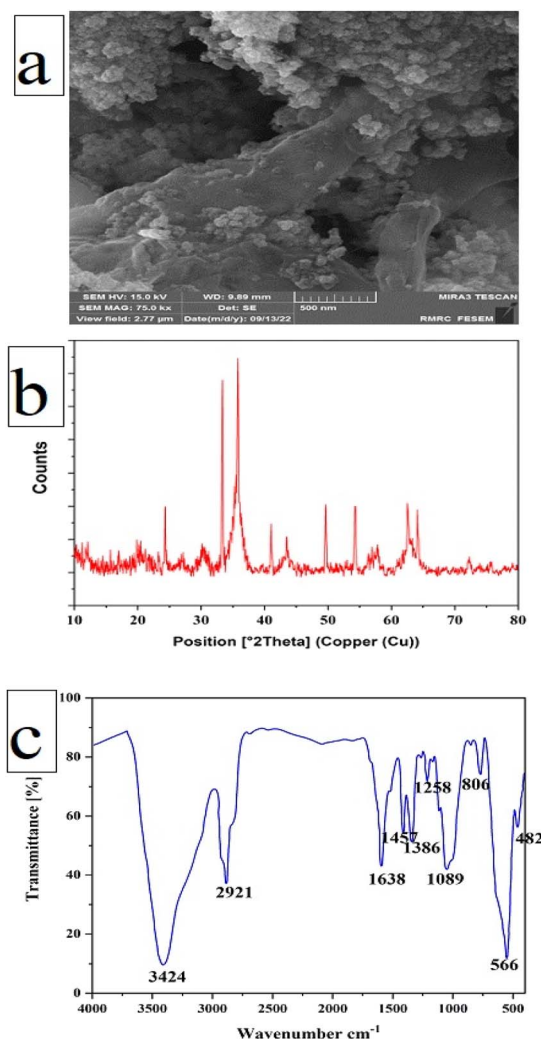 a
SEM HV: 15.0 kV WD: 9.89 mm MIRA3 TESCAN
SEM MAG: 75.0 kx Det: SE 500 nm
View field: 2.77 µm Date(m/d/y): 09/13/22 RMRC FESEM
b
Counts
10 20 30 40 50 60 70 80
Position [°2Theta] (Copper (Cu))
c
Transmittance [%]
100
80
60
40
20
0
3424
2921
1638
1457
1386
1258
1089
806
566
482
4000 3500 3000 2500 2000 1500 1000 500
Wavenumber cm-1